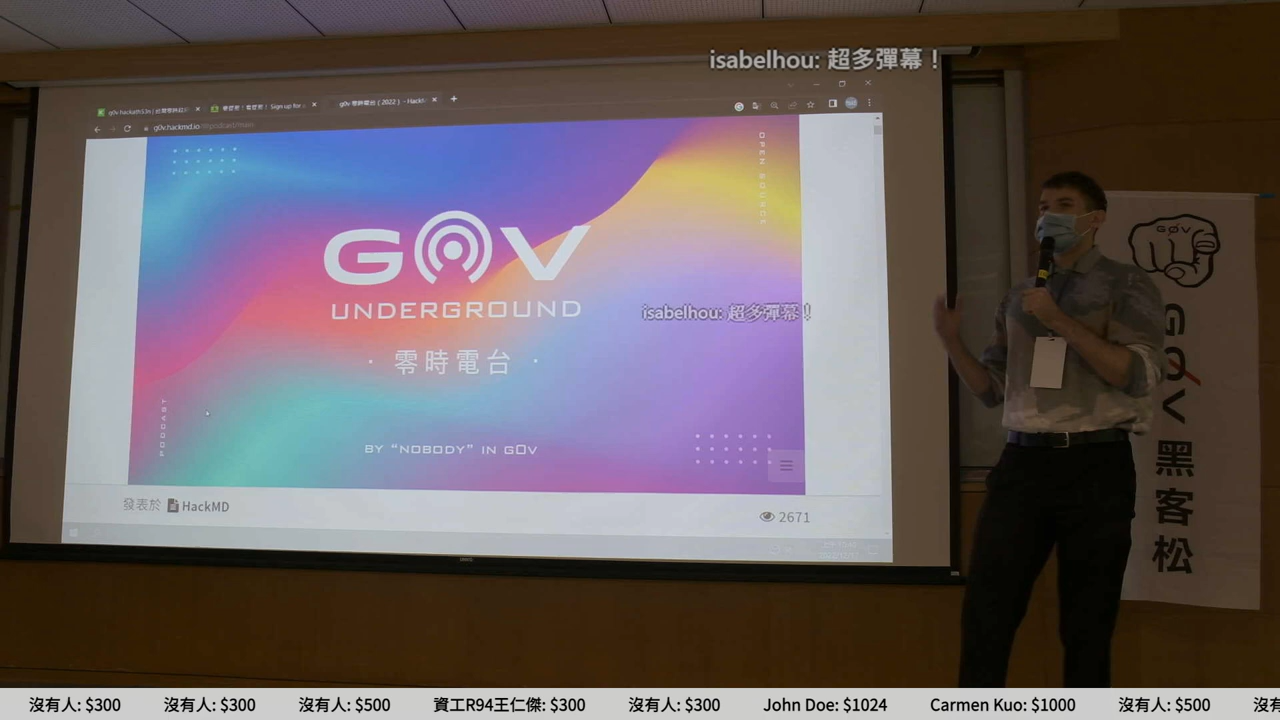 isabelhou: 超多彈幕！
g0v.hackmd.io
OPEN SOURCE
G0V
UNDERGROUND
· 零時電台 ·
isabelhou: 超多彈幕！
PODCAST
BY “NOBODY” IN G0V
發表於 HackMD
2671
G0V
G0V 黑客松
沒有人: $300 沒有人: $300 沒有人: $500 資工R94王仁傑: $300 沒有人: $300 John Doe: $1024 Carmen Kuo: $1000 沒有人: $500 沒有